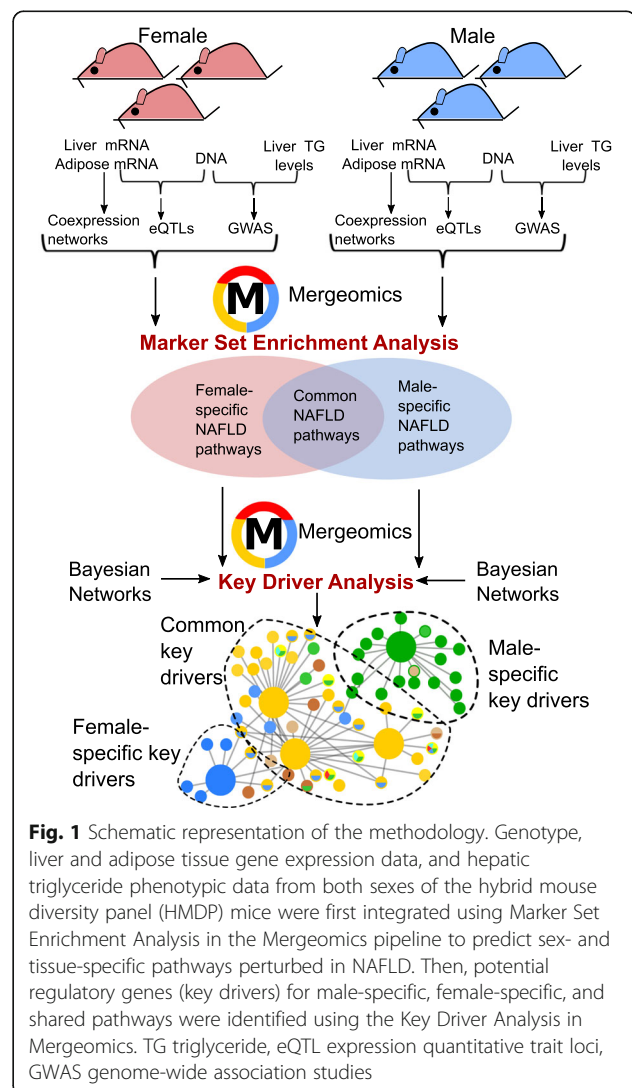 Female
Male
Liver mRNA
Adipose mRNA
DNA
Liver TG
levels
Liver mRNA
Adipose mRNA
DNA
Liver TG
levels
Coexpression
networks
eQTLs
GWAS
Coexpression
networks
eQTLs
GWAS
M
Mergeomics
Marker Set Enrichment Analysis
Female-
specific
NAFLD
pathways
Common
NAFLD
pathways
Male-
specific
NAFLD
pathways
M
Mergeomics
Bayesian
Networks
Key Driver Analysis
Bayesian
Networks
Common
key
drivers
Male-
specific
key drivers
Female-
specific key
drivers
Fig. 1 Schematic representation of the methodology. Genotype,
liver and adipose tissue gene expression data, and hepatic
triglyceride phenotypic data from both sexes of the hybrid mouse
diversity panel (HMDP) mice were first integrated using Marker Set
Enrichment Analysis in the Mergeomics pipeline to predict sex- and
tissue-specific pathways perturbed in NAFLD. Then, potential
regulatory genes (key drivers) for male-specific, female-specific, and
shared pathways were identified using the Key Driver Analysis in
Mergeomics. TG triglyceride, eQTL expression quantitative trait loci,
GWAS genome-wide association studies